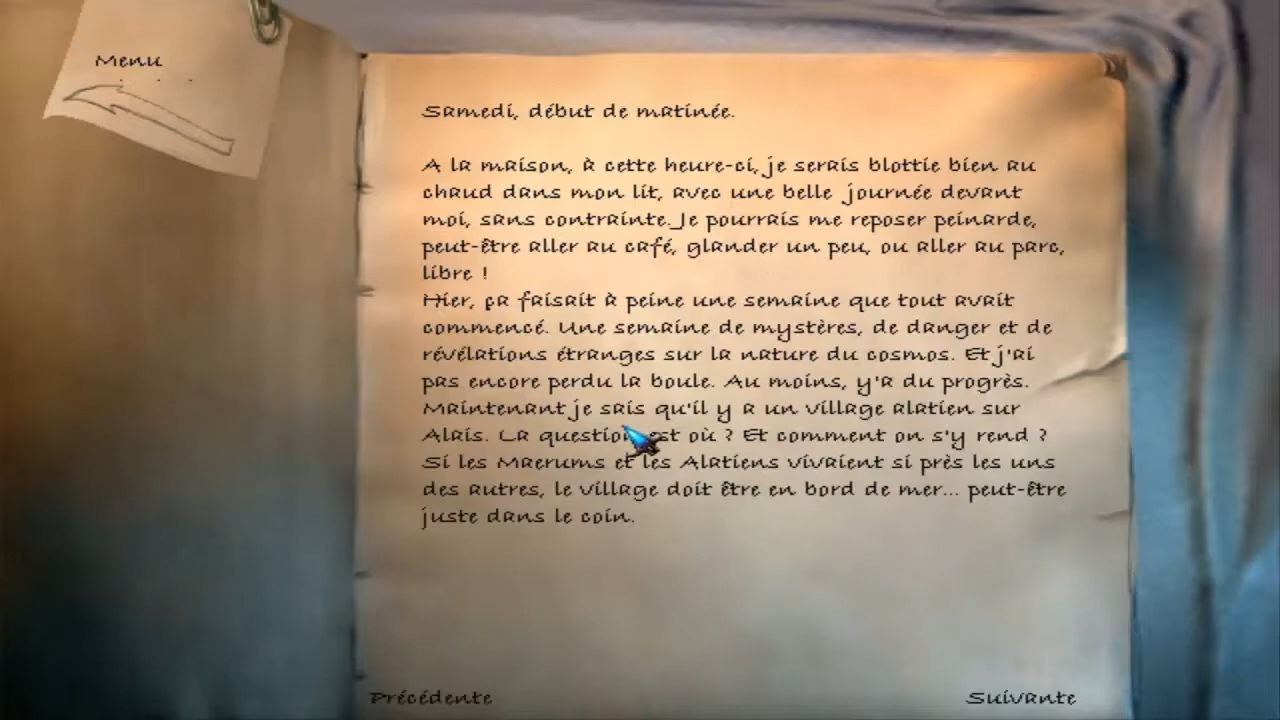 Menu
Samedi, début de matinée.
A la maison, à cette heure-ci, je serais blottie bien au
chaud dans mon lit, avec une belle journée devant
moi, sans contrainte. Je pourrais me reposer peinarde,
peut-être aller au café, glander un peu, ou aller au parc,
libre !
Hier, ça faisait à peine une semaine que tout avait
commencé. Une semaine de mystères, de danger et de
révélations étranges sur la nature du cosmos. Et j'ai
pas encore perdu la boule. Au moins, y'a du progrès.
Maintenant je sais qu'il y a un village alatien sur
Alais. La question est où ? Et comment on s'y rend ?
Si les Maerums et les Alatiens vivaient si près les uns
des autres, le village doit être en bord de mer... peut-être
juste dans le coin.
Précédente
Suivante